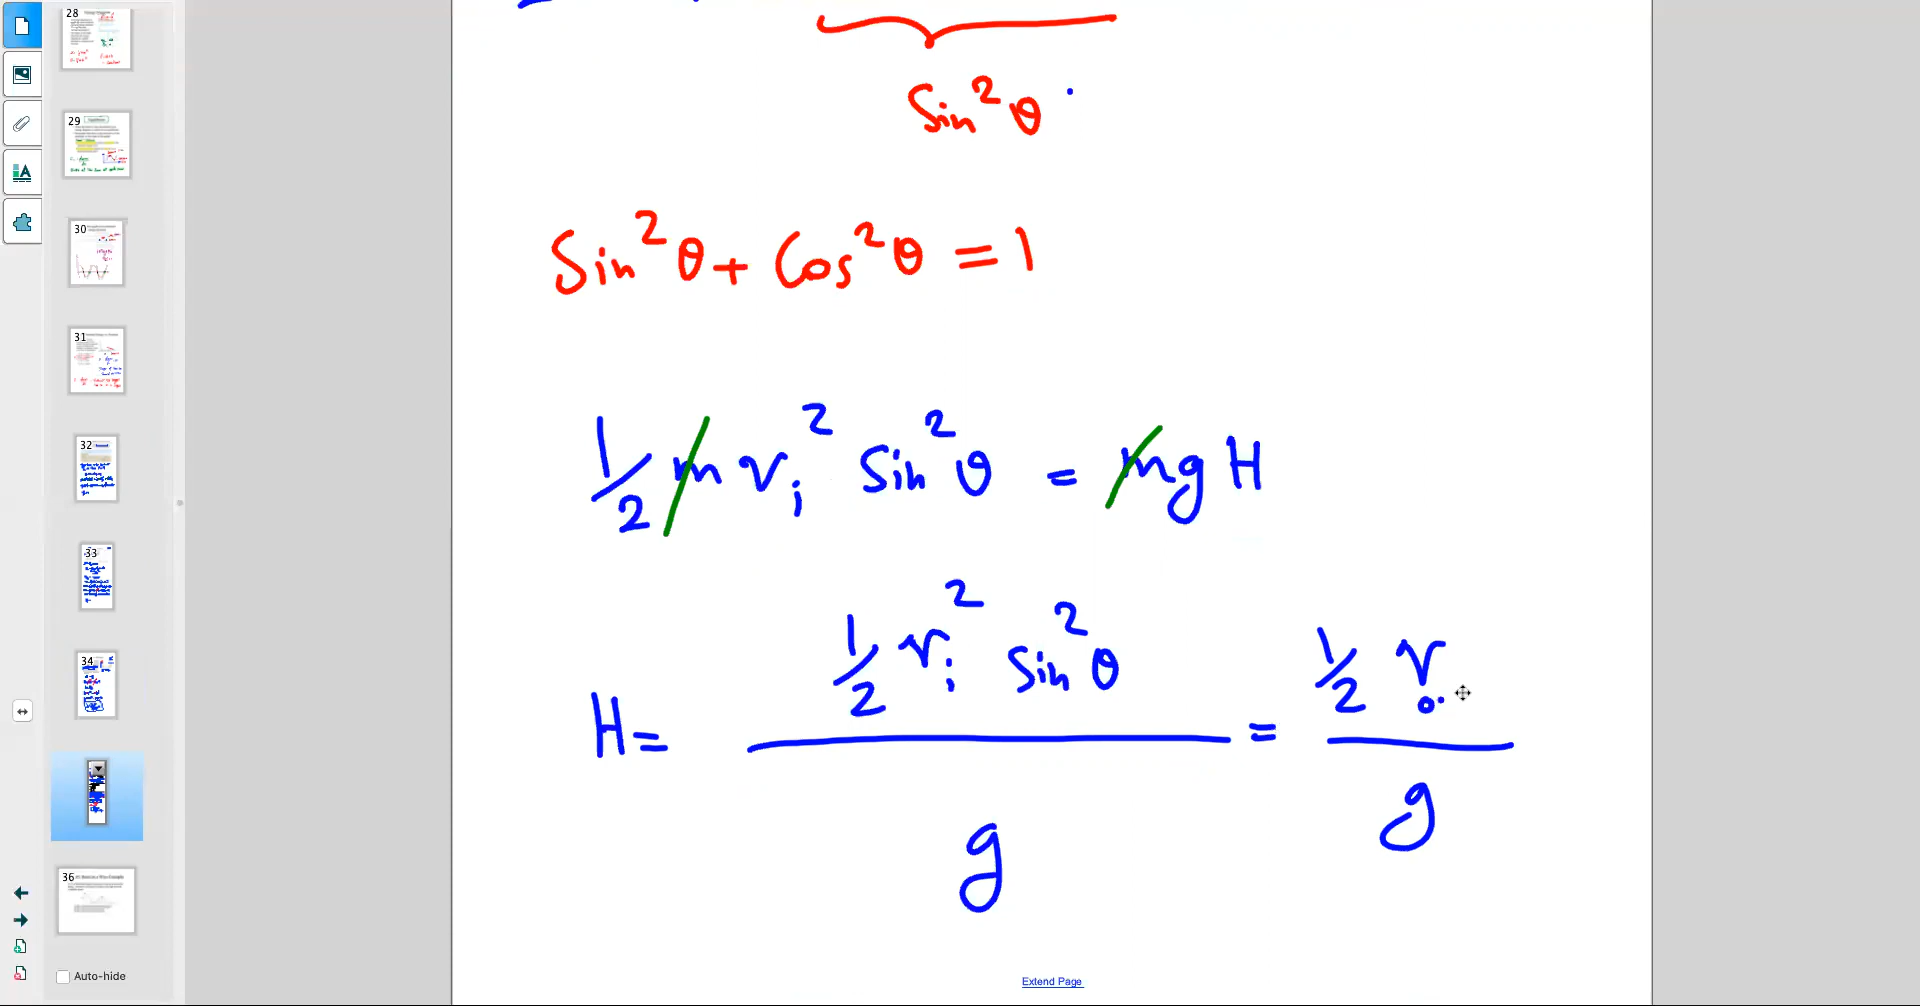 28
29
30
31
32
33
34
36
Auto-hide
sin²θ
sin²θ + cos²θ = 1
1/2 m vᵢ² sin²θ = mgH
H = (1/2 vᵢ² sin²θ) / g = (1/2 v₀) / g
Extend Page